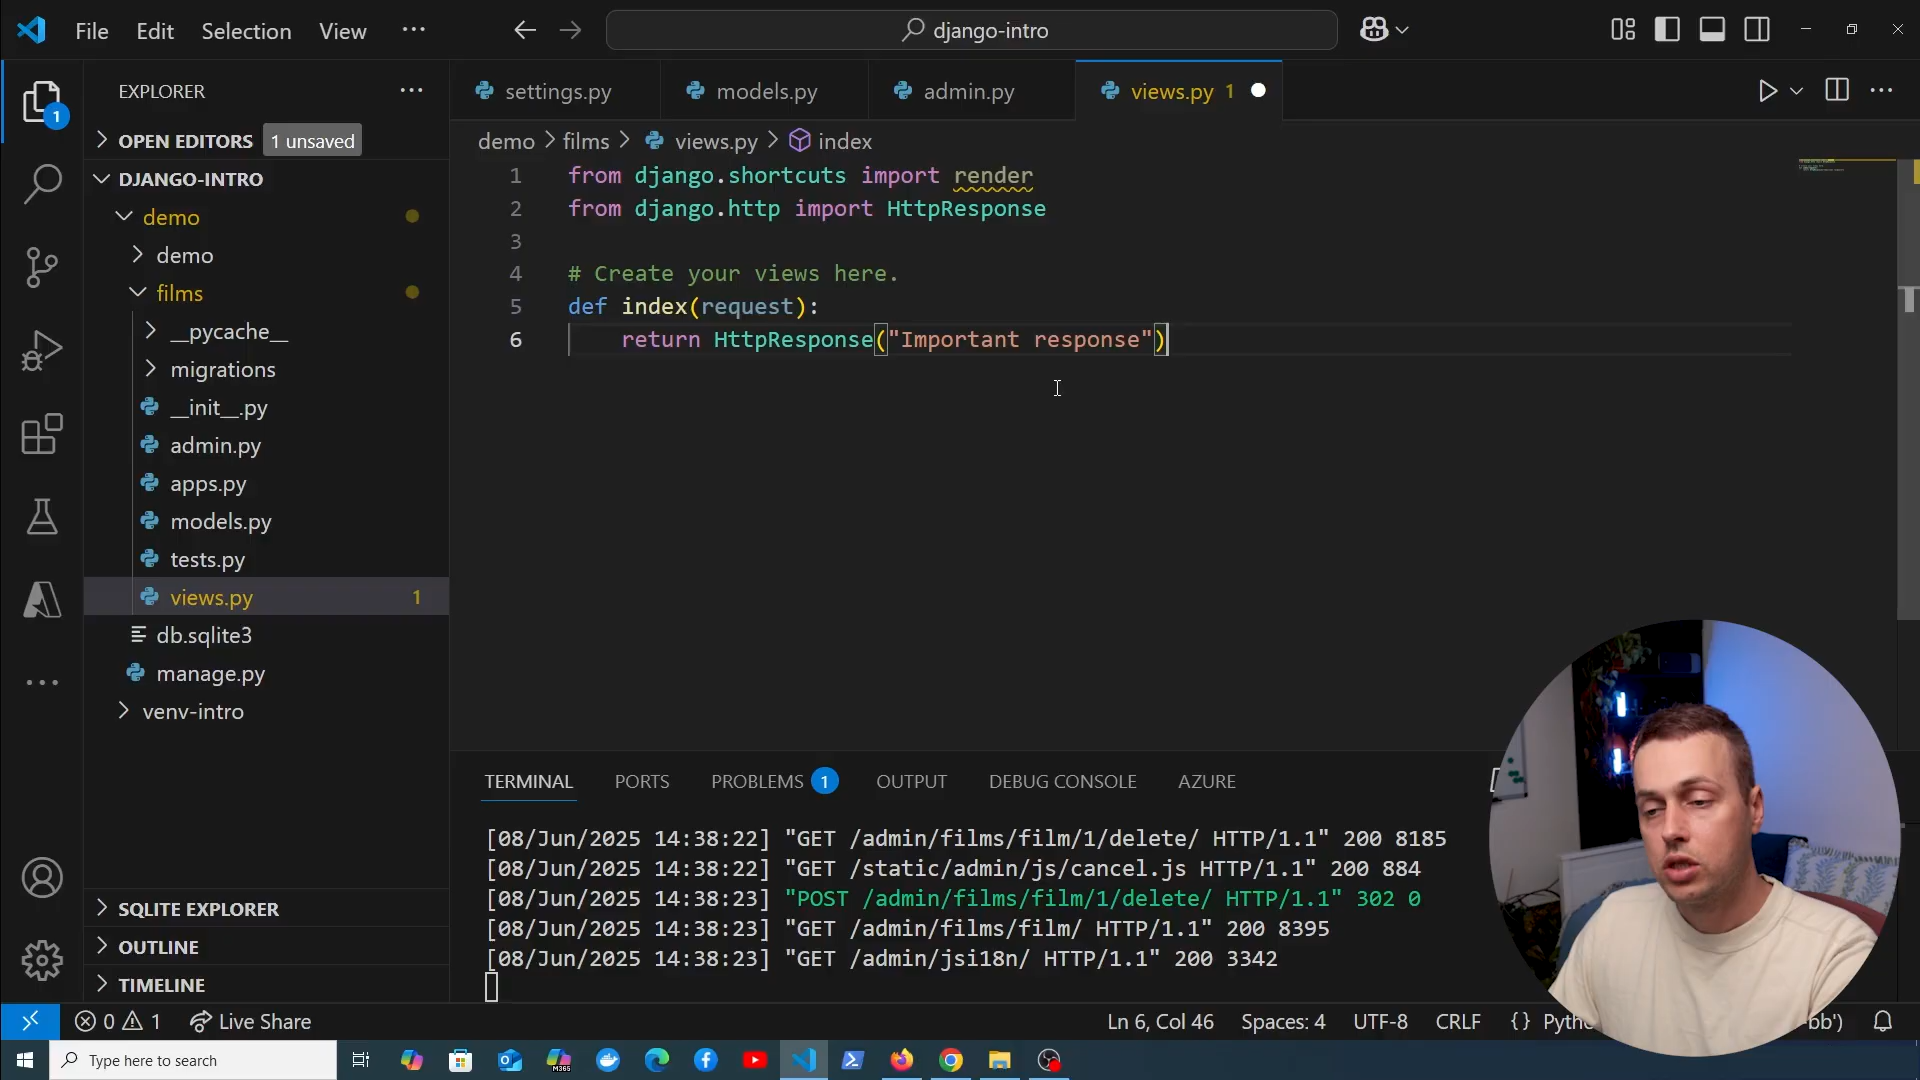 File Edit Selection View ···
django-intro
EXPLORER ···
OPEN EDITORS 1 unsaved
DJANGO-INTRO
demo
demo
films
__pycache__
migrations
__init__.py
admin.py
apps.py
models.py
tests.py
views.py 1
db.sqlite3
manage.py
venv-intro
SQLITE EXPLORER
OUTLINE
TIMELINE
1
settings.py models.py admin.py views.py 1
demo > films > views.py > index
1 from django.shortcuts import render
2 from django.http import HttpResponse
3
4 # Create your views here.
5 def index(request):
6 return HttpResponse("Important response")
TERMINAL PORTS PROBLEMS 1 OUTPUT DEBUG CONSOLE AZURE
[08/Jun/2025 14:38:22] "GET /admin/films/film/1/delete/ HTTP/1.1" 200 8185
[08/Jun/2025 14:38:22] "GET /static/admin/js/cancel.js HTTP/1.1" 200 884
[08/Jun/2025 14:38:23] "POST /admin/films/film/1/delete/ HTTP/1.1" 302 0
[08/Jun/2025 14:38:23] "GET /admin/films/film/ HTTP/1.1" 200 8395
[08/Jun/2025 14:38:23] "GET /admin/jsi18n/ HTTP/1.1" 200 3342
0 1 Live Share Ln 6, Col 46 Spaces: 4 UTF-8 CRLF {} bb')
Type here to search M365